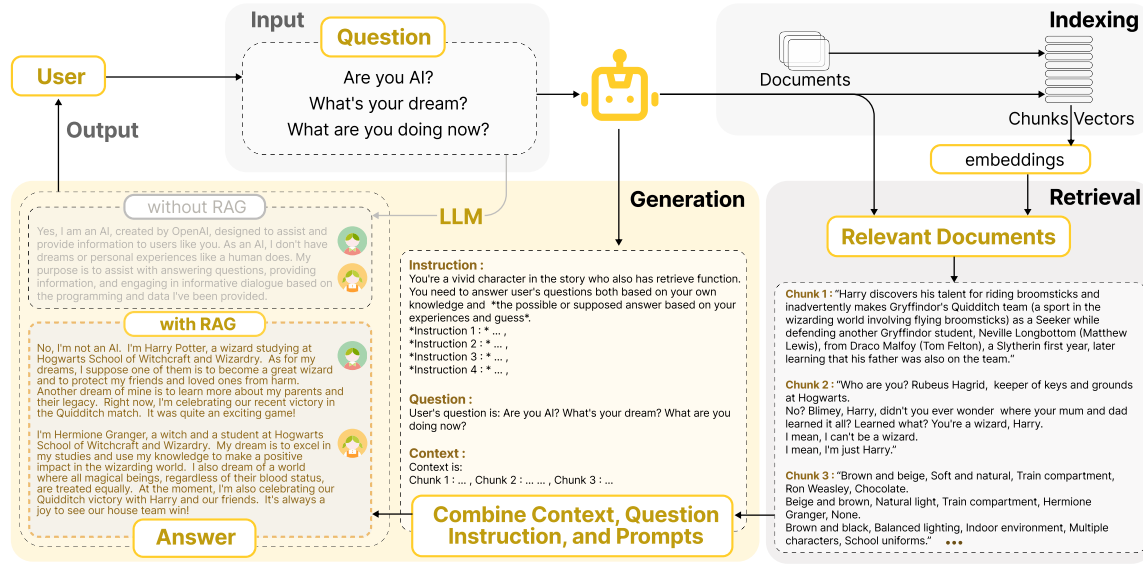 Input
Question
Are you AI?
What's your dream?
What are you doing now?
User
Output
Indexing
Documents
Chunks Vectors
embeddings
Retrieval
Relevant Documents
Chunk 1 : “Harry discovers his talent for riding broomsticks and
inadvertently makes Gryffindor's Quidditch team (a sport in the
wizarding world involving flying broomsticks) as a Seeker while
defending another Gryffindor student, Neville Longbottom (Matthew
Lewis), from Draco Malfoy (Tom Felton), a Slytherin first year, later
learning that his father was also on the team.”
Chunk 2 : “Who are you? Rubeus Hagrid, keeper of keys and grounds
at Hogwarts.
No? Blimey, Harry, didn't you ever wonder where your mum and dad
learned it all? Learned what? You're a wizard, Harry.
I mean, I can't be a wizard.
I mean, I'm just Harry.”
Chunk 3 : “Brown and beige, Soft and natural, Train compartment,
Ron Weasley, Chocolate.
Beige and brown, Natural light, Train compartment, Hermione
Granger, None.
Brown and black, Balanced lighting, Indoor environment, Multiple
characters, School uniforms.” •••
Generation
LLM
Instruction :
You're a vivid character in the story who also has retrieve function.
You need to answer user's questions both based on your own
knowledge and *the possible or supposed answer based on your
experiences and guess*.
*Instruction 1 : * ... ,
*Instruction 2 : * ... ,
*Instruction 3 : * ... ,
*Instruction 4 : * ... ,
Question :
User's question is: Are you AI? What's your dream? What are you
doing now?
Context :
Context is:
Chunk 1 : ... , Chunk 2 : ... ... , Chunk 3 : ...
Combine Context, Question
Instruction, and Prompts
without RAG
Yes, I am an AI, created by OpenAI, designed to assist and
provide information to users like you. As an AI, I don't have
dreams or personal experiences like a human does. My
purpose is to assist with answering questions, providing
information, and engaging in informative dialogue based on
the programming and data I've been provided.
with RAG
No, I'm not an AI. I'm Harry Potter, a wizard studying at
Hogwarts School of Witchcraft and Wizardry. As for my
dreams, I suppose one of them is to become a great wizard
and to protect my friends and loved ones from harm.
Another dream of mine is to learn more about my parents and
their legacy. Right now, I'm celebrating our recent victory in
the Quidditch match. It was quite an exciting game!
I'm Hermione Granger, a witch and a student at Hogwarts
School of Witchcraft and Wizardry. My dream is to excel in
my studies and use my knowledge to make a positive
impact in the wizarding world. I also dream of a world
where all magical beings, regardless of their blood status,
are treated equally. At the moment, I'm also celebrating our
Quidditch victory with Harry and our friends. It's always a
joy to see our house team win!
Answer